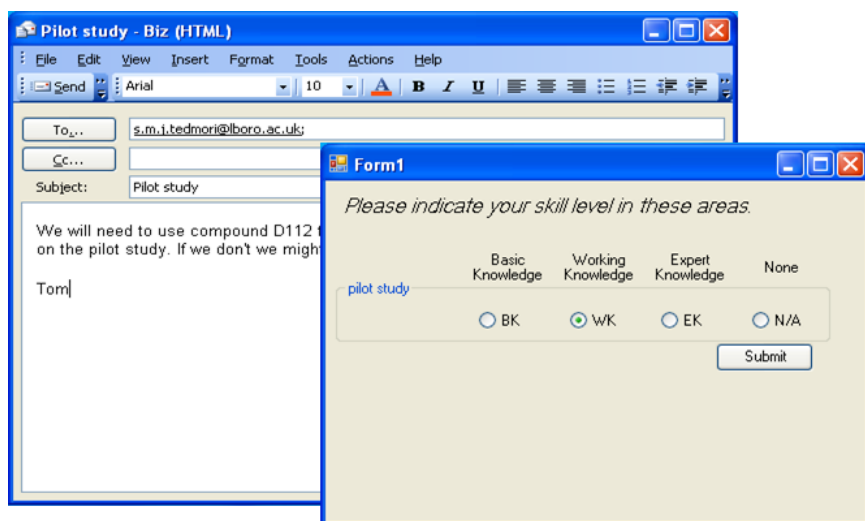 Pilot study - Biz (HTML)
File Edit View Insert Format Tools Actions Help
Send Arial 10 A B I U
To...
s.m.j.tedmori@lboro.ac.uk;
Cc...
Subject: Pilot study
We will need to use compound D112
on the pilot study. If we don't we migh
Tom
Form1
Please indicate your skill level in these areas.
Basic Knowledge Working Knowledge Expert Knowledge None
pilot study
BK WK EK N/A
Submit